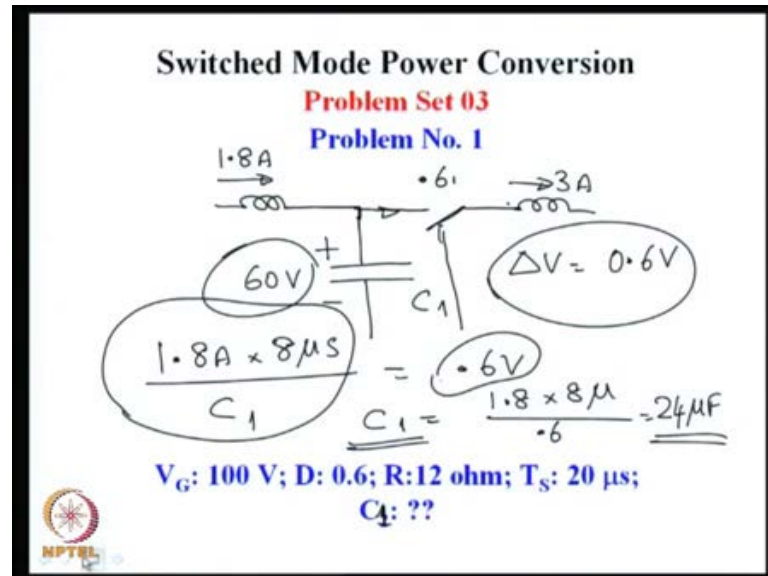 Switched Mode Power Conversion
Problem Set 03
Problem No. 1
1.8A .6 3A
+
60V C1 ΔV = 0.6V
-
1.8A × 8μs / C1 = .6V
C1 = 1.8 × 8μ / .6 = 24μF
V_G: 100 V; D: 0.6; R:12 ohm; T_S: 20 μs;
C1: ??
NPTEL